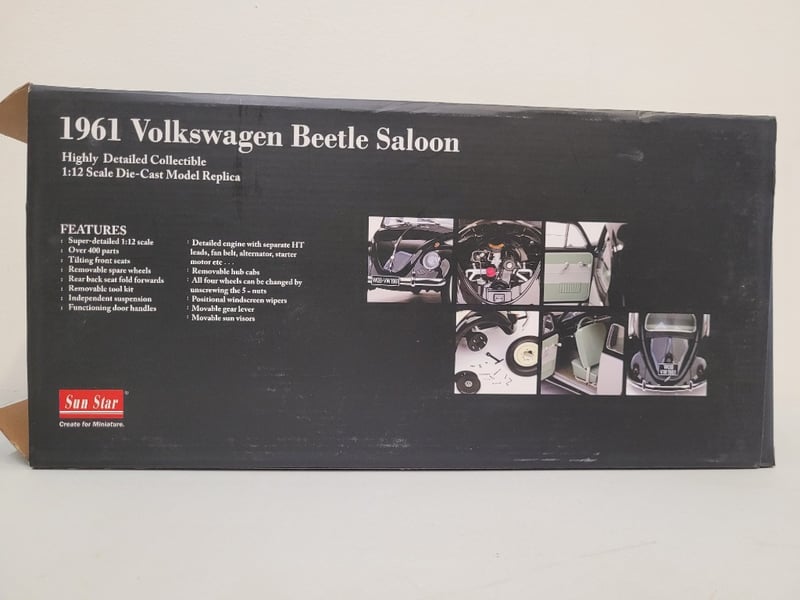 1961 Volkswagen Beetle Saloon
Highly Detailed Collectible
1:12 Scale Die-Cast Model Replica
FEATURES
: Super-detailed 1:12 scale
: Over 400 parts
: Tilting front seats
: Removable spare wheels
: Rear back seat fold forwards
: Removable tool kit
: Independent suspension
: Functioning door handles
: Detailed engine with separate HT
leads, fan belt, alternator, starter
motor etc . . .
: Removable hub cabs
: All four wheels can be changed by
unscrewing the 5 - nuts
: Positional windscreen wipers
: Movable gear lever
: Movable sun visors
Sun Star®
Create for Miniature.